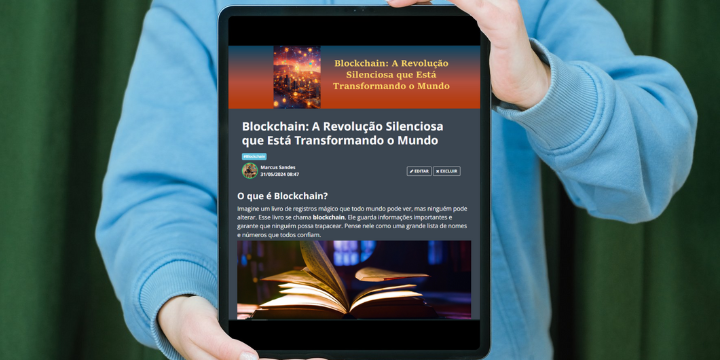 Blockchain: A Revolução
Silenciosa que Está
Transformando o Mundo
Blockchain: A Revolução Silenciosa
que Está Transformando o Mundo
#Blockchain
Marcus Sandes
31/05/2024 08:47
EDITAR
EXCLUIR
O que é Blockchain?
Imagine um livro de registros mágico que todo mundo pode ver, mas ninguém pode
alterar. Esse livro se chama blockchain. Ele guarda informações importantes e
garante que ninguém possa trapacear. Pense nele como uma grande lista de nomes
e números que todos confiam.